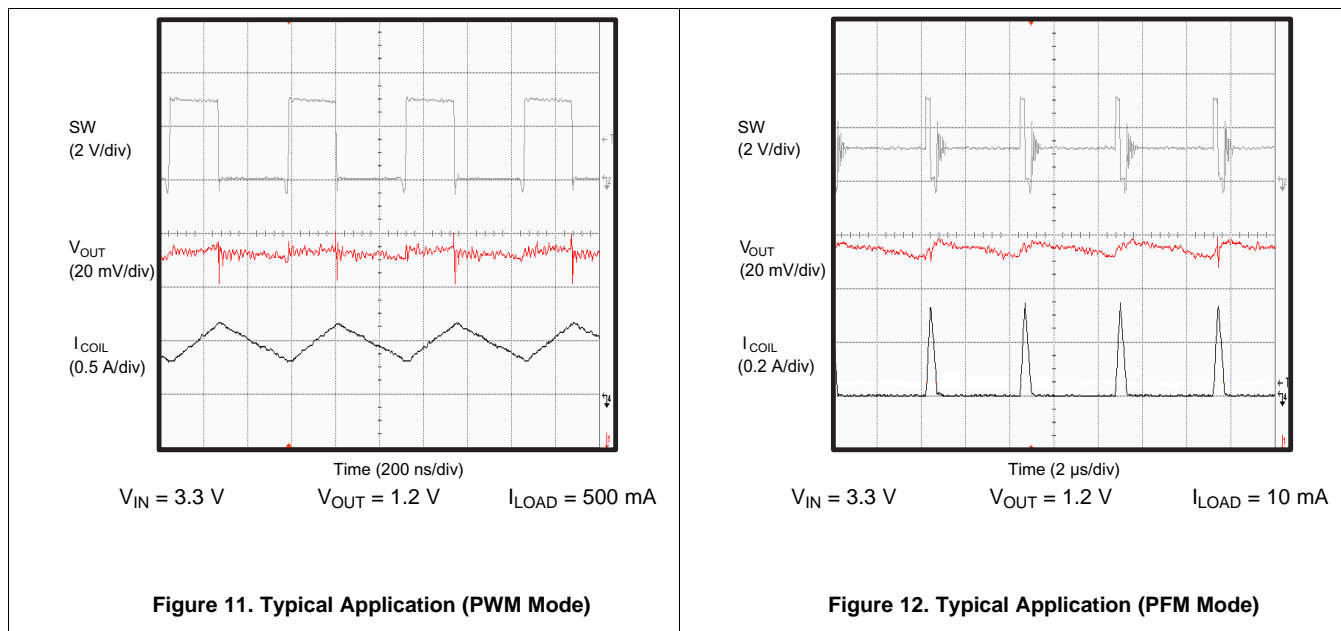 SW
(2 V/div)
VOUT
(20 mV/div)
ICOIL
(0.5 A/div)
Time (200 ns/div)
VIN = 3.3 V VOUT = 1.2 V ILOAD = 500 mA
Figure 11. Typical Application (PWM Mode)
SW
(2 V/div)
VOUT
(20 mV/div)
ICOIL
(0.2 A/div)
Time (2 µs/div)
VIN = 3.3 V VOUT = 1.2 V ILOAD = 10 mA
Figure 12. Typical Application (PFM Mode)